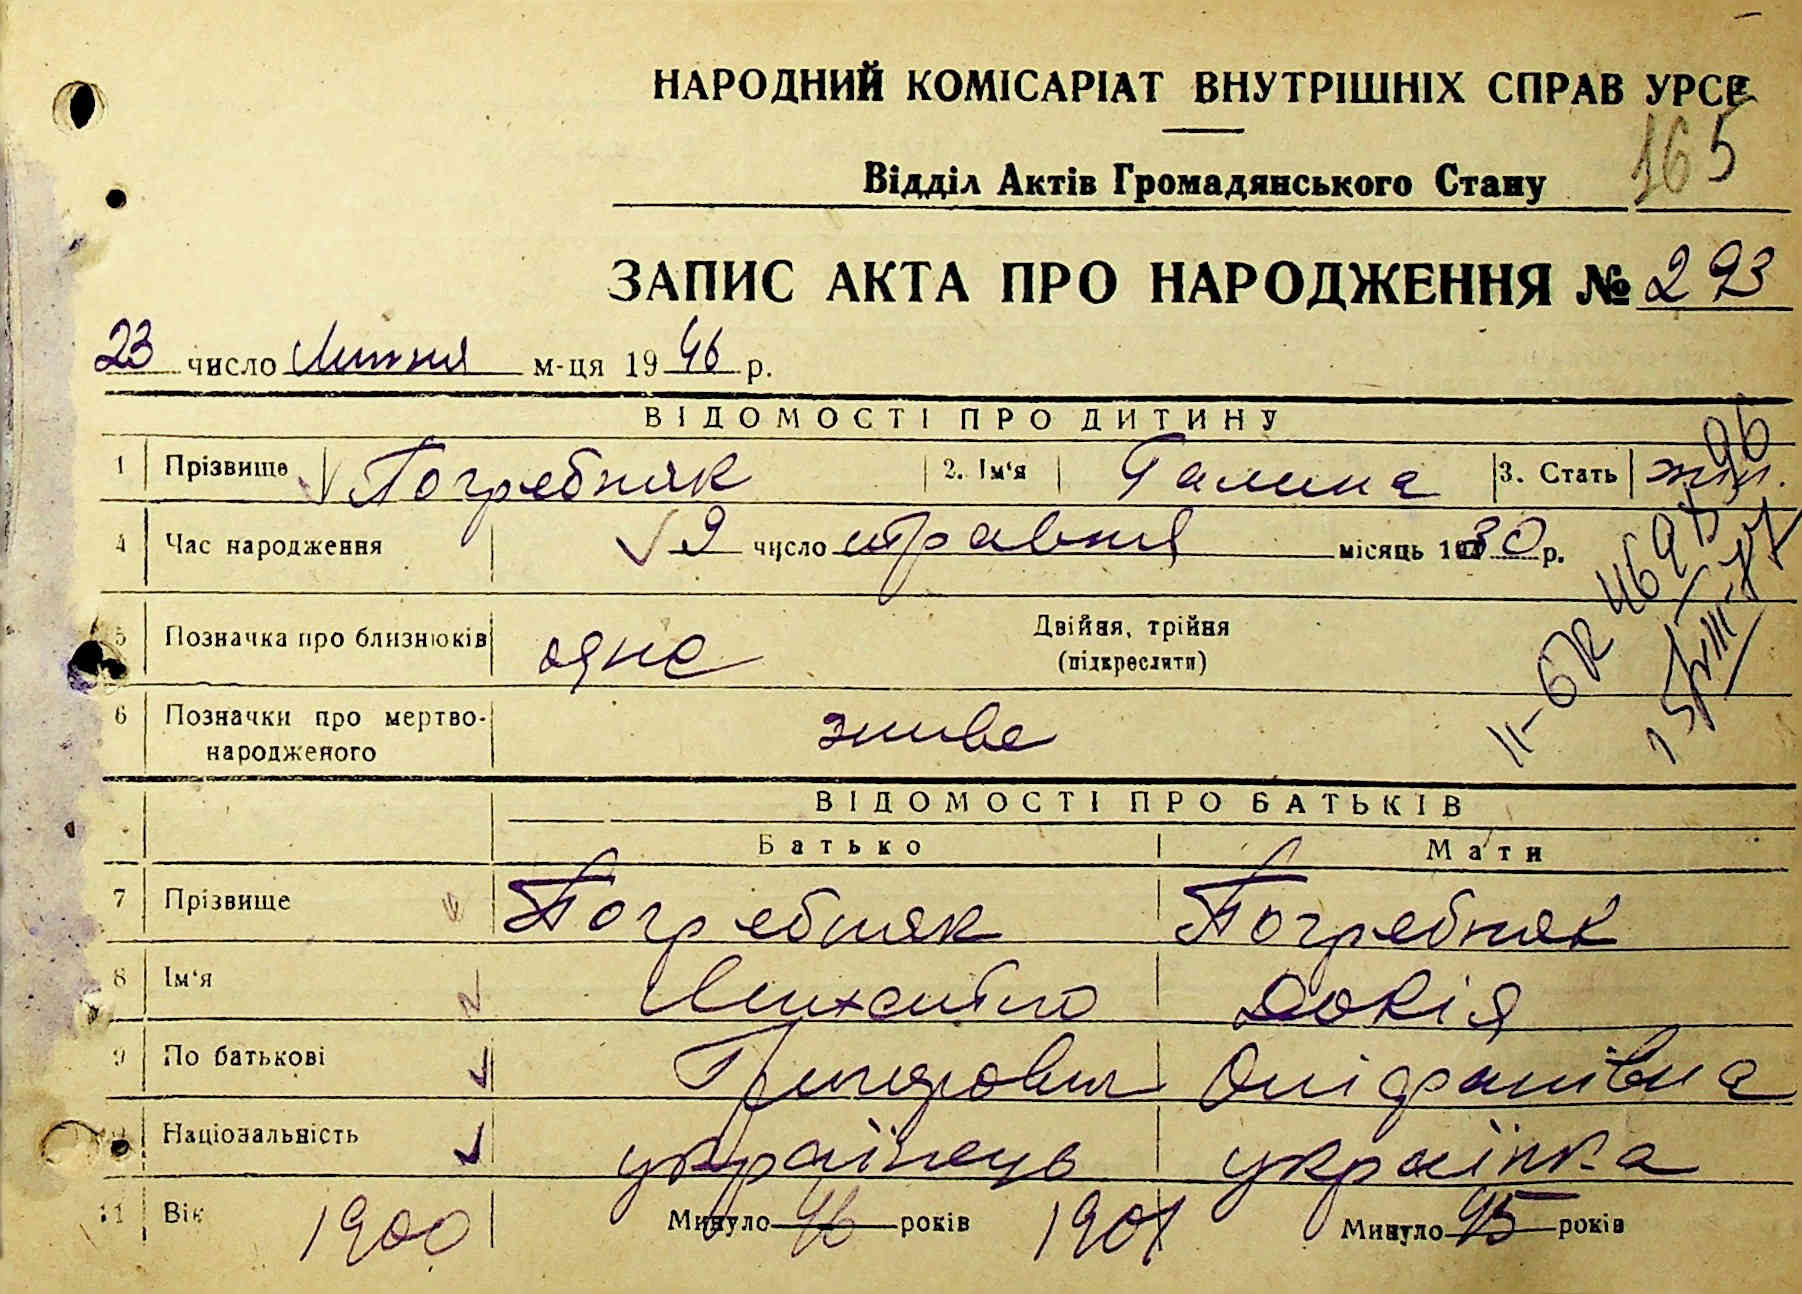 НАРОДНИЙ КОМІСАРІАТ ВНУТРІШНІХ СПРАВ УРСР
165
Відділ Актів Громадянського Стану
ЗАПИС АКТА ПРО НАРОДЖЕННЯ № 293
23 число липня м-ця 1946 р.
ВІДОМОСТІ ПРО ДИТИНУ
1 Прізвище Погребняк 2. Ім'я Галина 3. Стать жін.
4 Час народження 9 число травня місяць 1930 р.
5 Позначка про близнюків одне Двійня, трійня
(підкреслити)
6 Позначки про мертво-
народженого живе
ВІДОМОСТІ ПРО БАТЬКІВ
Батько Мати
7 Прізвище Погребняк Погребняк
8 Ім'я Михайло Докія
9 По батькові Григорович Оніфранівна
10 Національність українець українка
11 Вік 1900 Минуло 46 років 1901 Минуло 45 років